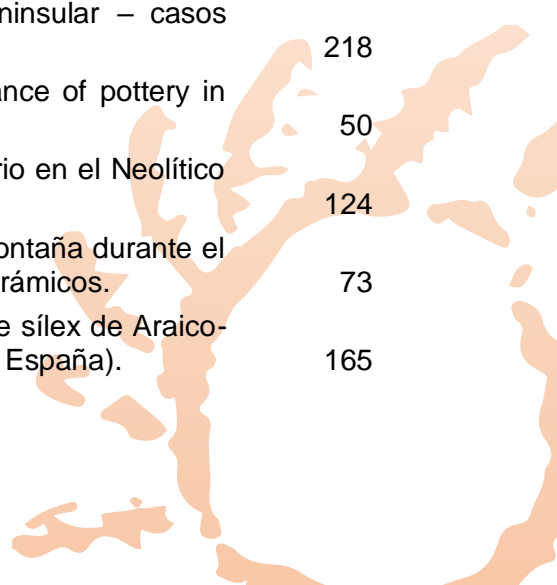 ninsular – casos
218
ance of pottery in
50
rio en el Neolítico
124
ontaña durante el
rámicos. 73
e sílex de Araico-
España). 165